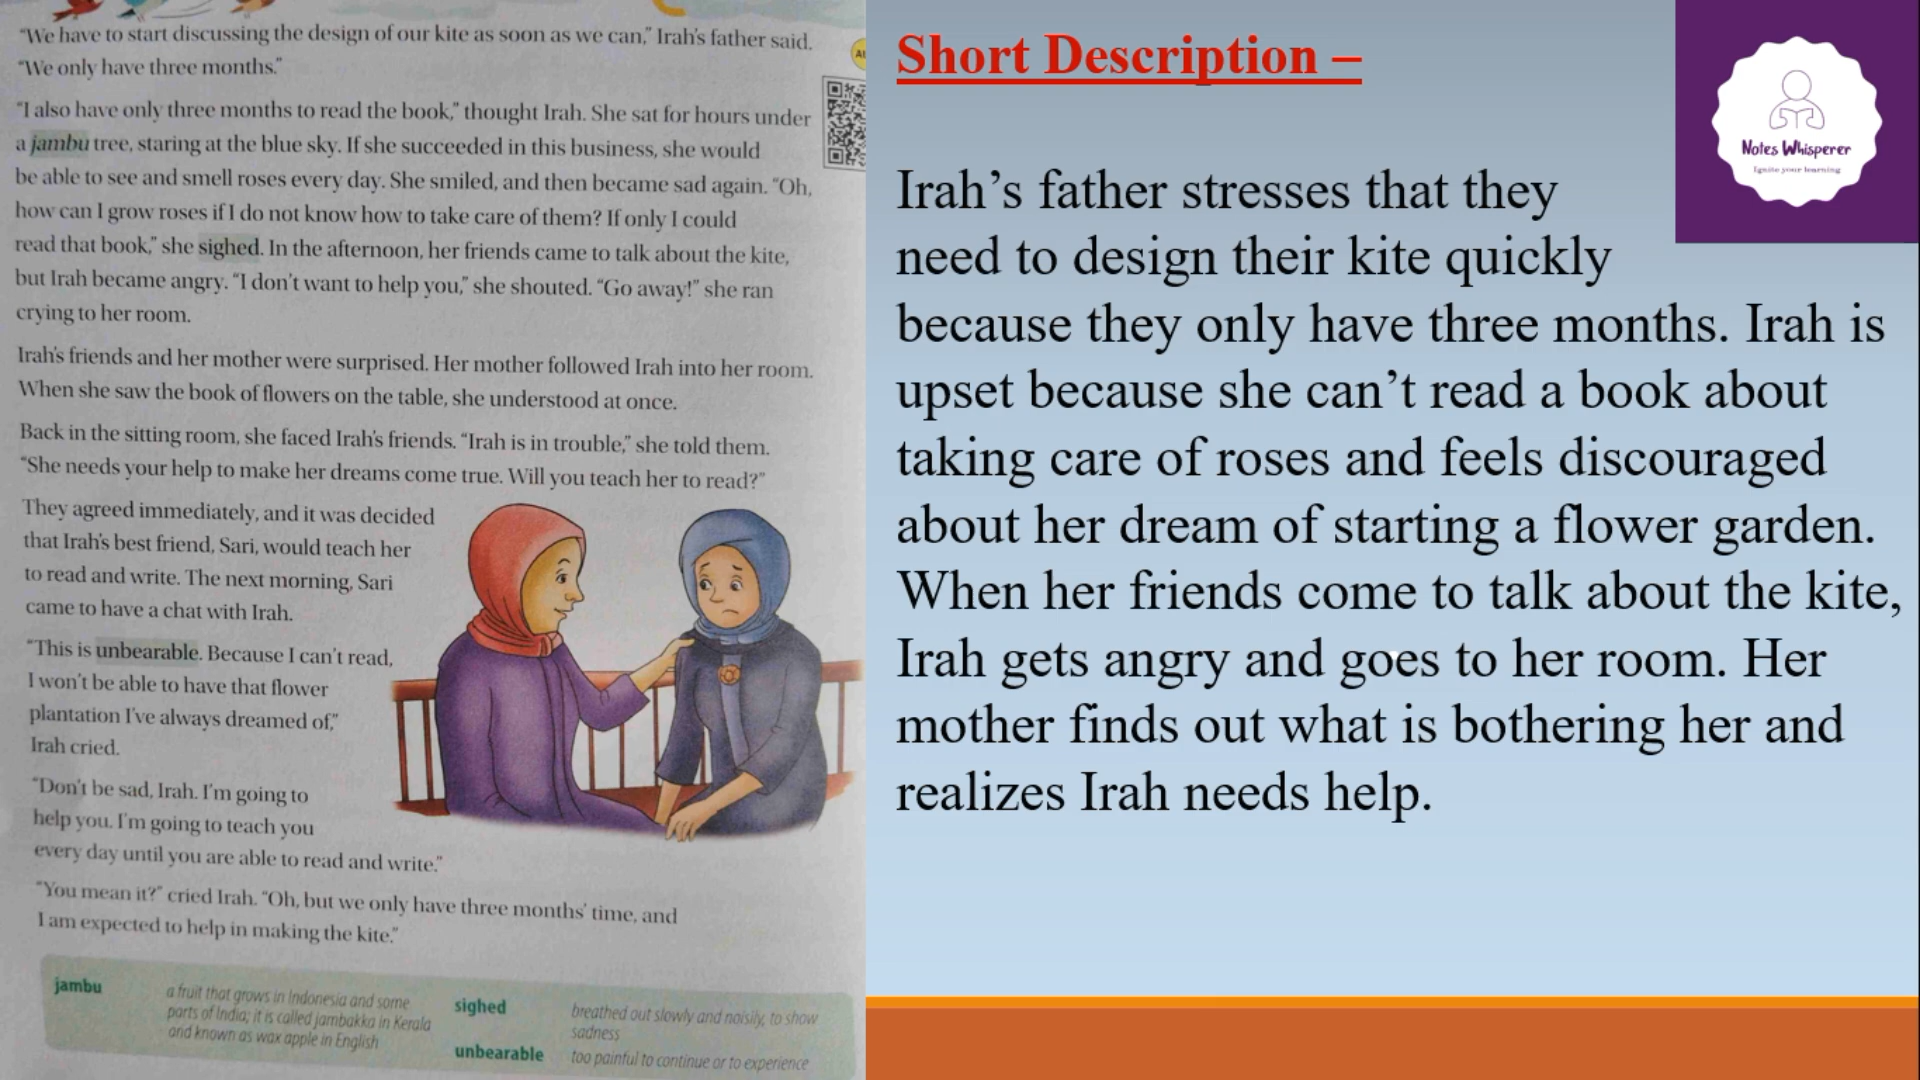 "We have to start discussing the design of our kite as soon as we can," Irah's father said.
"We only have three months."
"I also have only three months to read the book," thought Irah. She sat for hours under
a jambu tree, staring at the blue sky. If she succeeded in this business, she would
be able to see and smell roses every day. She smiled, and then became sad again. "Oh,
how can I grow roses if I do not know how to take care of them? If only I could
read that book," she sighed. In the afternoon, her friends came to talk about the kite,
but Irah became angry. "I don't want to help you," she shouted. "Go away!" she ran
crying to her room.
Irah's friends and her mother were surprised. Her mother followed Irah into her room.
When she saw the book of flowers on the table, she understood at once.
Back in the sitting room, she faced Irah's friends. "Irah is in trouble," she told them.
"She needs your help to make her dreams come true. Will you teach her to read?"
They agreed immediately, and it was decided
that Irah's best friend, Sari, would teach her
to read and write. The next morning, Sari
came to have a chat with Irah.
"This is unbearable. Because I can't read,
I won't be able to have that flower
plantation I've always dreamed of,"
Irah cried.
"Don't be sad, Irah. I'm going to
help you. I'm going to teach you
every day until you are able to read and write."
"You mean it?" cried Irah. "Oh, but we only have three months' time, and
I am expected to help in making the kite."
jambu
a fruit that grows in Indonesia and some
parts of India; it is called jambakka in Kerala
and known as wax apple in English
sighed
breathed out slowly and noisily, to show
sadness
unbearable
too painful to continue or to experience
Short Description –
Irah's father stresses that they
need to design their kite quickly
because they only have three months. Irah is
upset because she can't read a book about
taking care of roses and feels discouraged
about her dream of starting a flower garden.
When her friends come to talk about the kite,
Irah gets angry and goes to her room. Her
mother finds out what is bothering her and
realizes Irah needs help.
Notes Whisperer
Ignite your learning